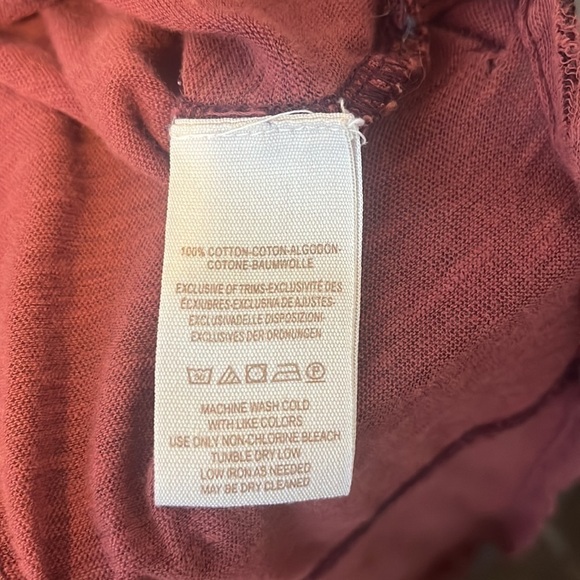 100% COTTON-COTON-ALGODON-
COTONE-BAUMWOLLE
EXCLUSIVE OF TRIMS-EXCLUSIVITÉ DES
ÉCXIUBRES-EXCLUSIVA DE AJUSTES-
EXCLUSIVADELLE DISPOSIZIONI-
EXCLUSIVES DER ORDNUNGEN
MACHINE WASH COLD
WITH LIKE COLORS
USE ONLY NON-CHLORINE BLEACH
TUMBLE DRY LOW
LOW IRON AS NEEDED
MAY BE DRY CLEANED